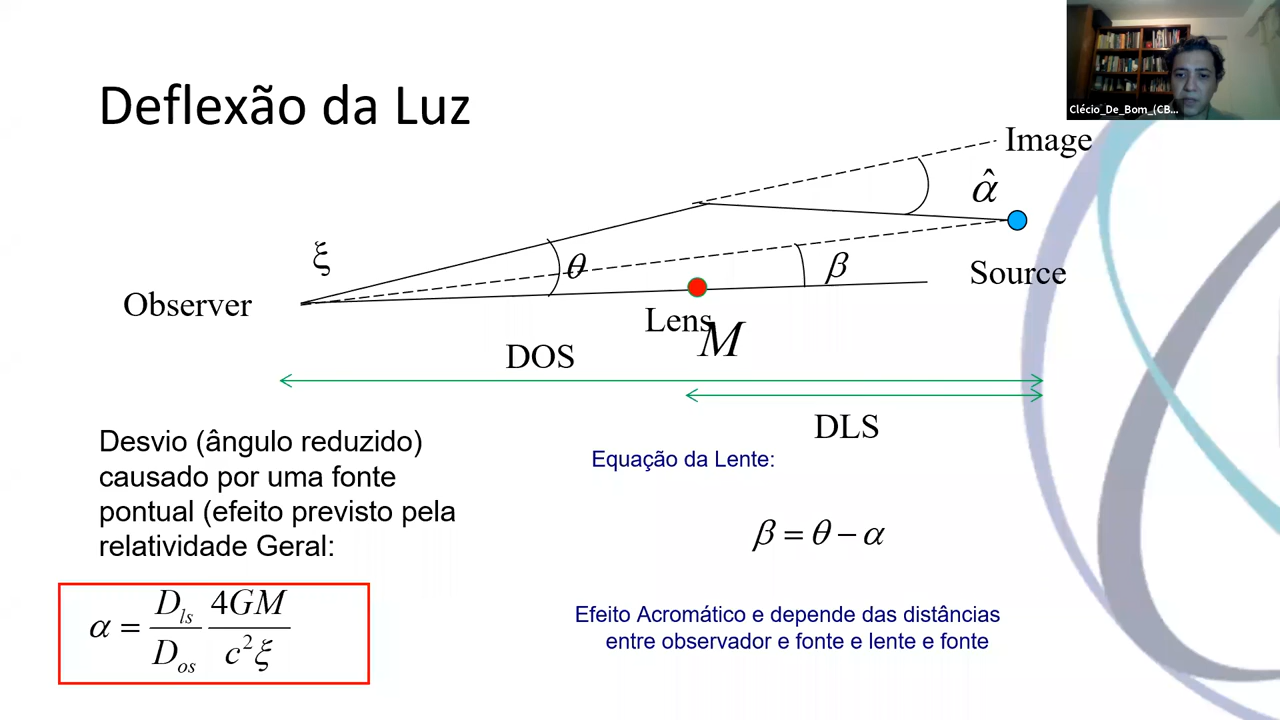 Clécio_De_Bom_(CB...
Deflexão da Luz
Image
α̂
ξ
θ
β
Source
Observer
Lens
M
DOS
DLS
Desvio (ângulo reduzido)
causado por uma fonte
pontual (efeito previsto pela
relatividade Geral:
α = D_ls/D_os 4GM/c²ξ
Equação da Lente:
β = θ − α
Efeito Acromático e depende das distâncias
entre observador e fonte e lente e fonte